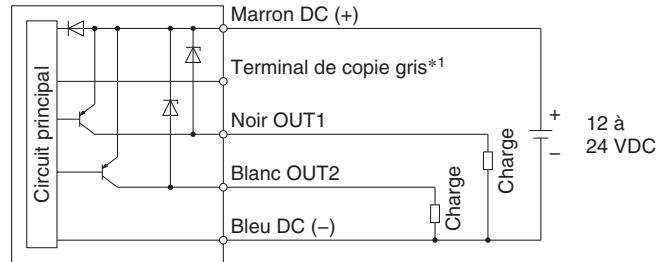 Marron DC (+)
Terminal de copie gris*1
Noir OUT1
Blanc OUT2
Bleu DC (−)
Circuit principal
Charge
Charge
+
−
12 à
24 VDC